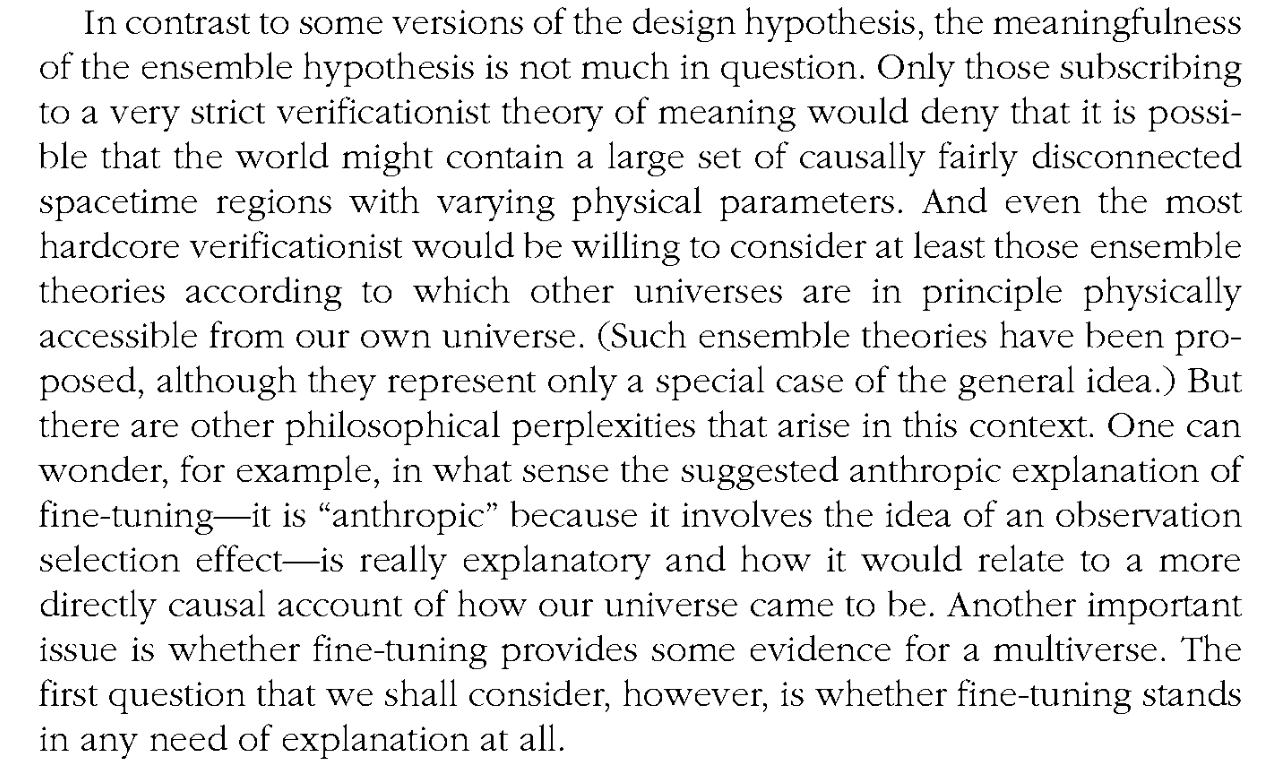 In contrast to some versions of the design hypothesis, the meaningfulness
of the ensemble hypothesis is not much in question. Only those subscribing
to a very strict verificationist theory of meaning would deny that it is possi-
ble that the world might contain a large set of causally fairly disconnected
spacetime regions with varying physical parameters. And even the most
hardcore verificationist would be willing to consider at least those ensemble
theories according to which other universes are in principle physically
accessible from our own universe. (Such ensemble theories have been pro-
posed, although they represent only a special case of the general idea.) But
there are other philosophical perplexities that arise in this context. One can
wonder, for example, in what sense the suggested anthropic explanation of
fine-tuning—it is “anthropic” because it involves the idea of an observation
selection effect—is really explanatory and how it would relate to a more
directly causal account of how our universe came to be. Another important
issue is whether fine-tuning provides some evidence for a multiverse. The
first question that we shall consider, however, is whether fine-tuning stands
in any need of explanation at all.